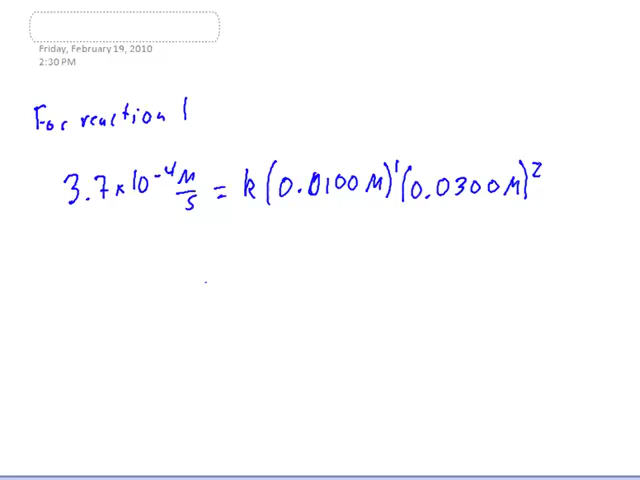 Friday, February 19, 2010
2:30 PM
For reaction 1
3.7 × 10⁻⁴ M/s = k(0.0100 M)¹(0.0300 M)²